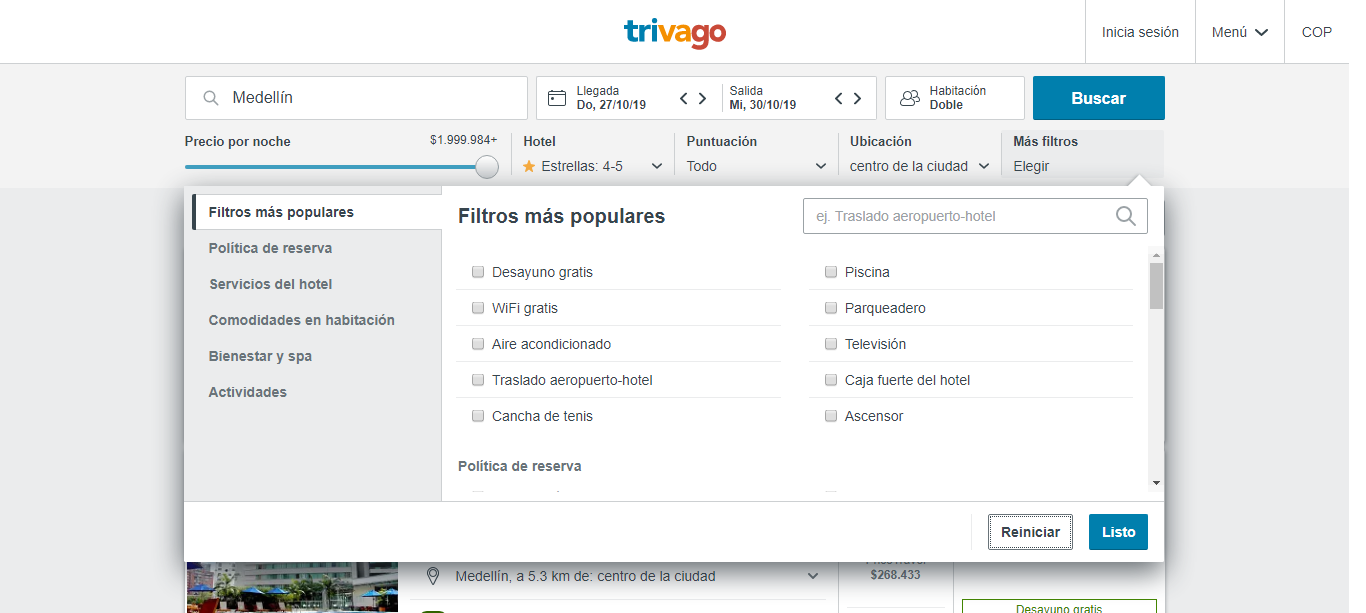 trivago
Inicia sesión
Menú
COP
Medellín
Llegada
Do, 27/10/19
Salida
Mi, 30/10/19
Habitación
Doble
Buscar
Precio por noche
$1.999.984+
Hotel
Estrellas: 4-5
Puntuación
Todo
Ubicación
centro de la ciudad
Más filtros
Elegir
Filtros más populares
Política de reserva
Servicios del hotel
Comodidades en habitación
Bienestar y spa
Actividades
Filtros más populares
ej. Traslado aeropuerto-hotel
Desayuno gratis
Piscina
WiFi gratis
Parqueadero
Aire acondicionado
Televisión
Traslado aeropuerto-hotel
Caja fuerte del hotel
Cancha de tenis
Ascensor
Política de reserva
Reiniciar
Listo
Medellín, a 5.3 km de: centro de la ciudad
$268.433
Desayuno gratis